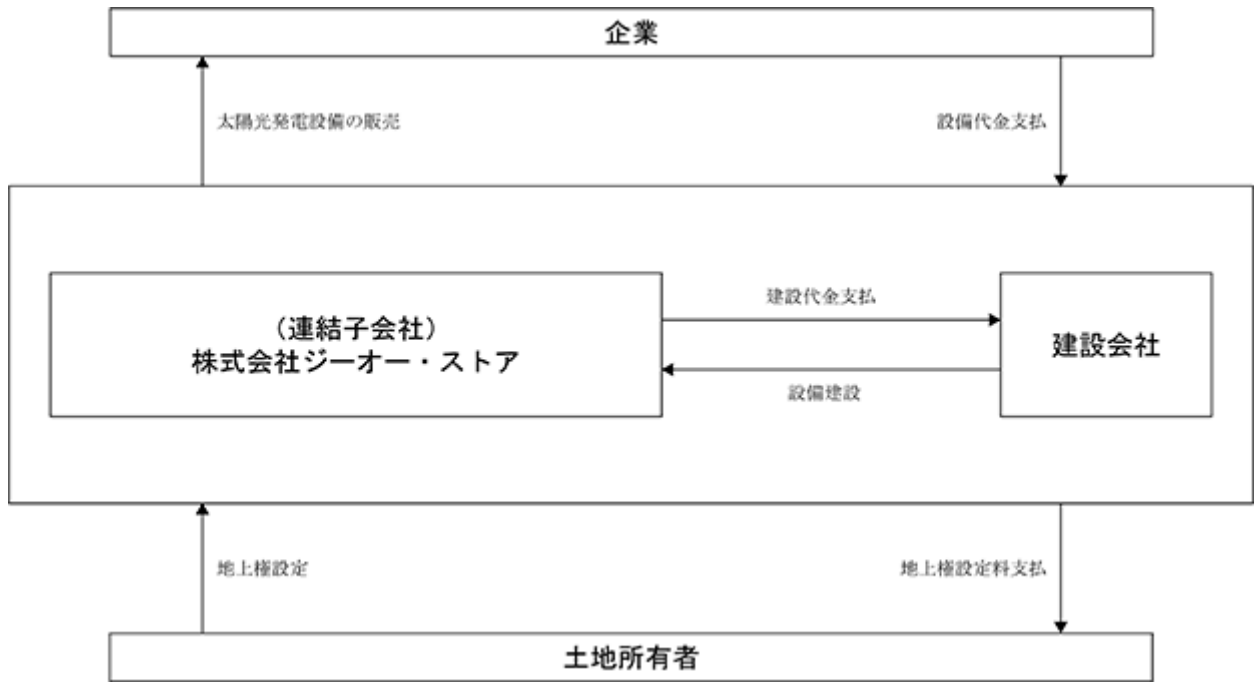 企業
太陽光発電設備の販売
設備代金支払
（連結子会社）
株式会社ジーオー・ストア
建設代金支払
設備建設
建設会社
地上権設定
地上権設定料支払
土地所有者